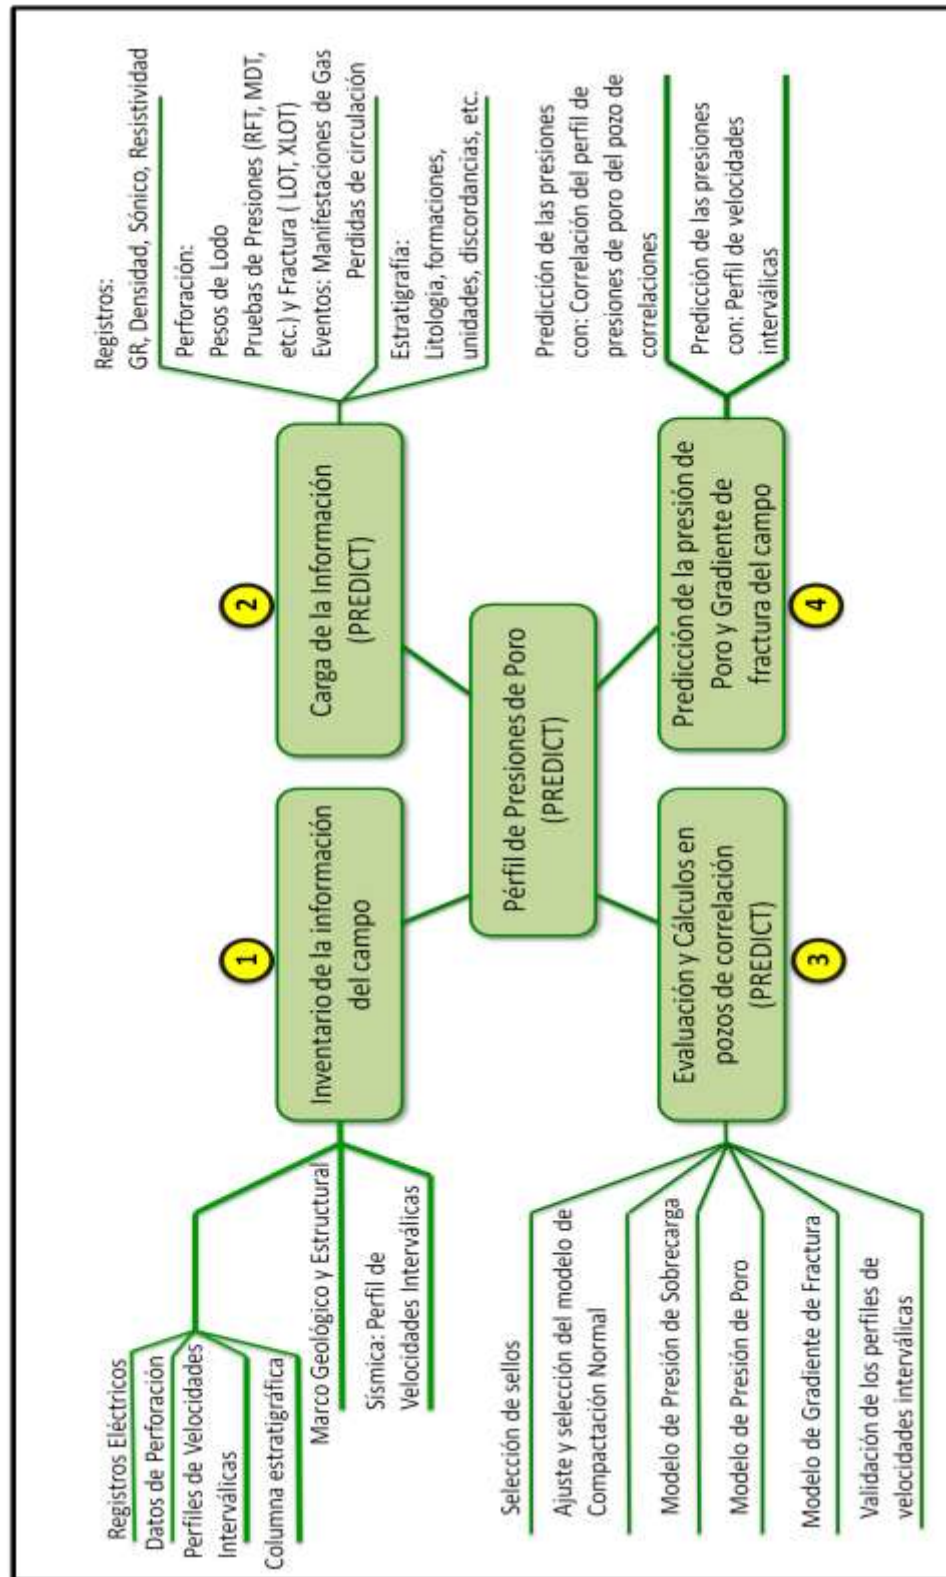 Registros Eléctricos
Datos de Perforación
Perfiles de Velocidades
Interválicas
Columna estratigráfica
Marco Geológico y Estructural
Sísmica: Perfil de
Velocidades Interválicas
1
Inventario de la información
del campo
2
Carga de la Información
(PREDICT)
Registros:
GR, Densidad, Sónico, Resistividad
Perforación:
Pesos de Lodo
Pruebas de Presiones (RFT, MDT,
etc.) y Fractura ( LOT, XLOT)
Eventos: Manifestaciones de Gas
Perdidas de circulación
Estratigrafía:
Litologia, formaciones,
unidades, discordancias, etc.
Pérfil de Presiones de Poro
(PREDICT)
Selección de sellos
Ajuste y selección del modelo de
Compactación Normal
Modelo de Presión de Sobrecarga
Modelo de Presión de Poro
Modelo de Gradiente de Fractura
Validación de los perfiles de
velocidades interválicas
Evaluación y Cálculos en
pozos de correlación
(PREDICT)
3
Predicción de la presión de
Poro y Gradiente de
fractura del campo
4
Predicción de las presiones
con: Correlación del perfil de
presiones de poro del pozo de
correlaciones
Predicción de las presiones
con: Perfil de velocidades
interválicas